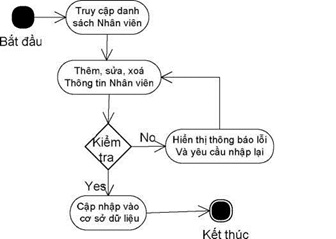 Truy cập danh
sách Nhân viên
Bắt đầu
Thêm, sửa, xoá
Thông tin Nhân viên
Kiểm
tra
No
Hiển thị thông báo lỗi
Và yêu cầu nhập lại
Yes
Cập nhập vào
cơ sở dữ liệu
Kết thúc